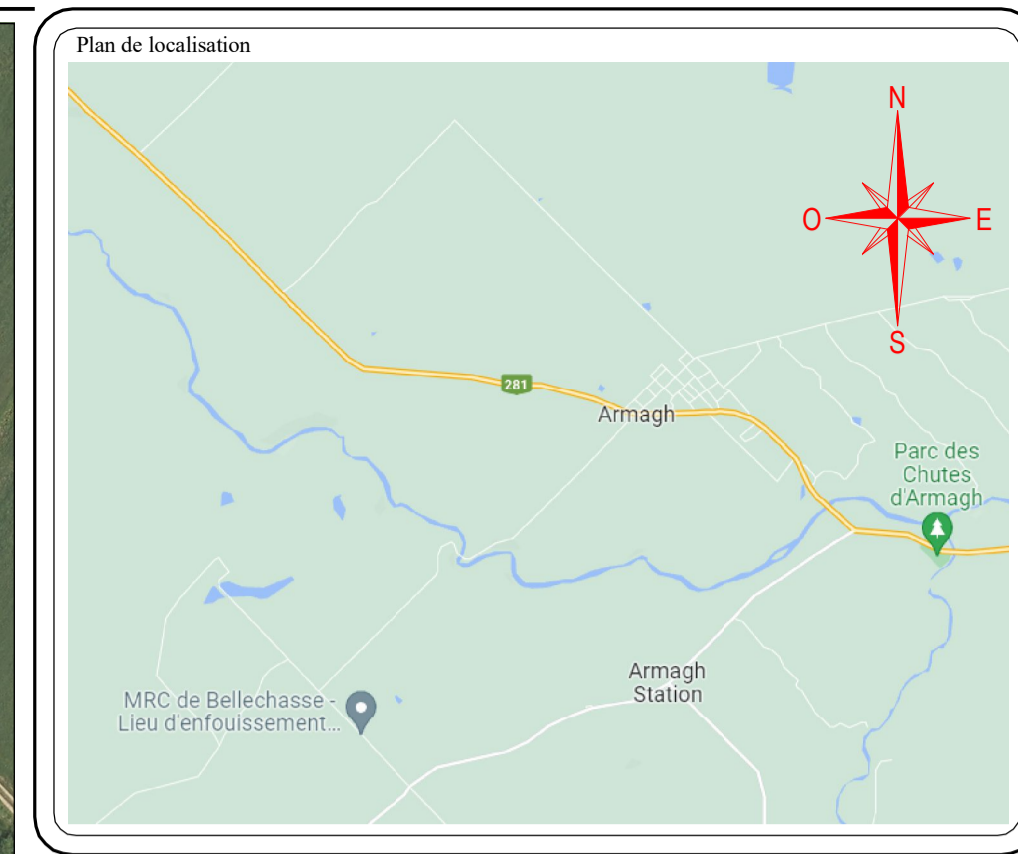 Plan de localisation
N
O
E
S
281
Armagh
Parc des
Chutes
d'Armagh
Armagh
Station
MRC de Bellechasse -
Lieu d'enfouissement...